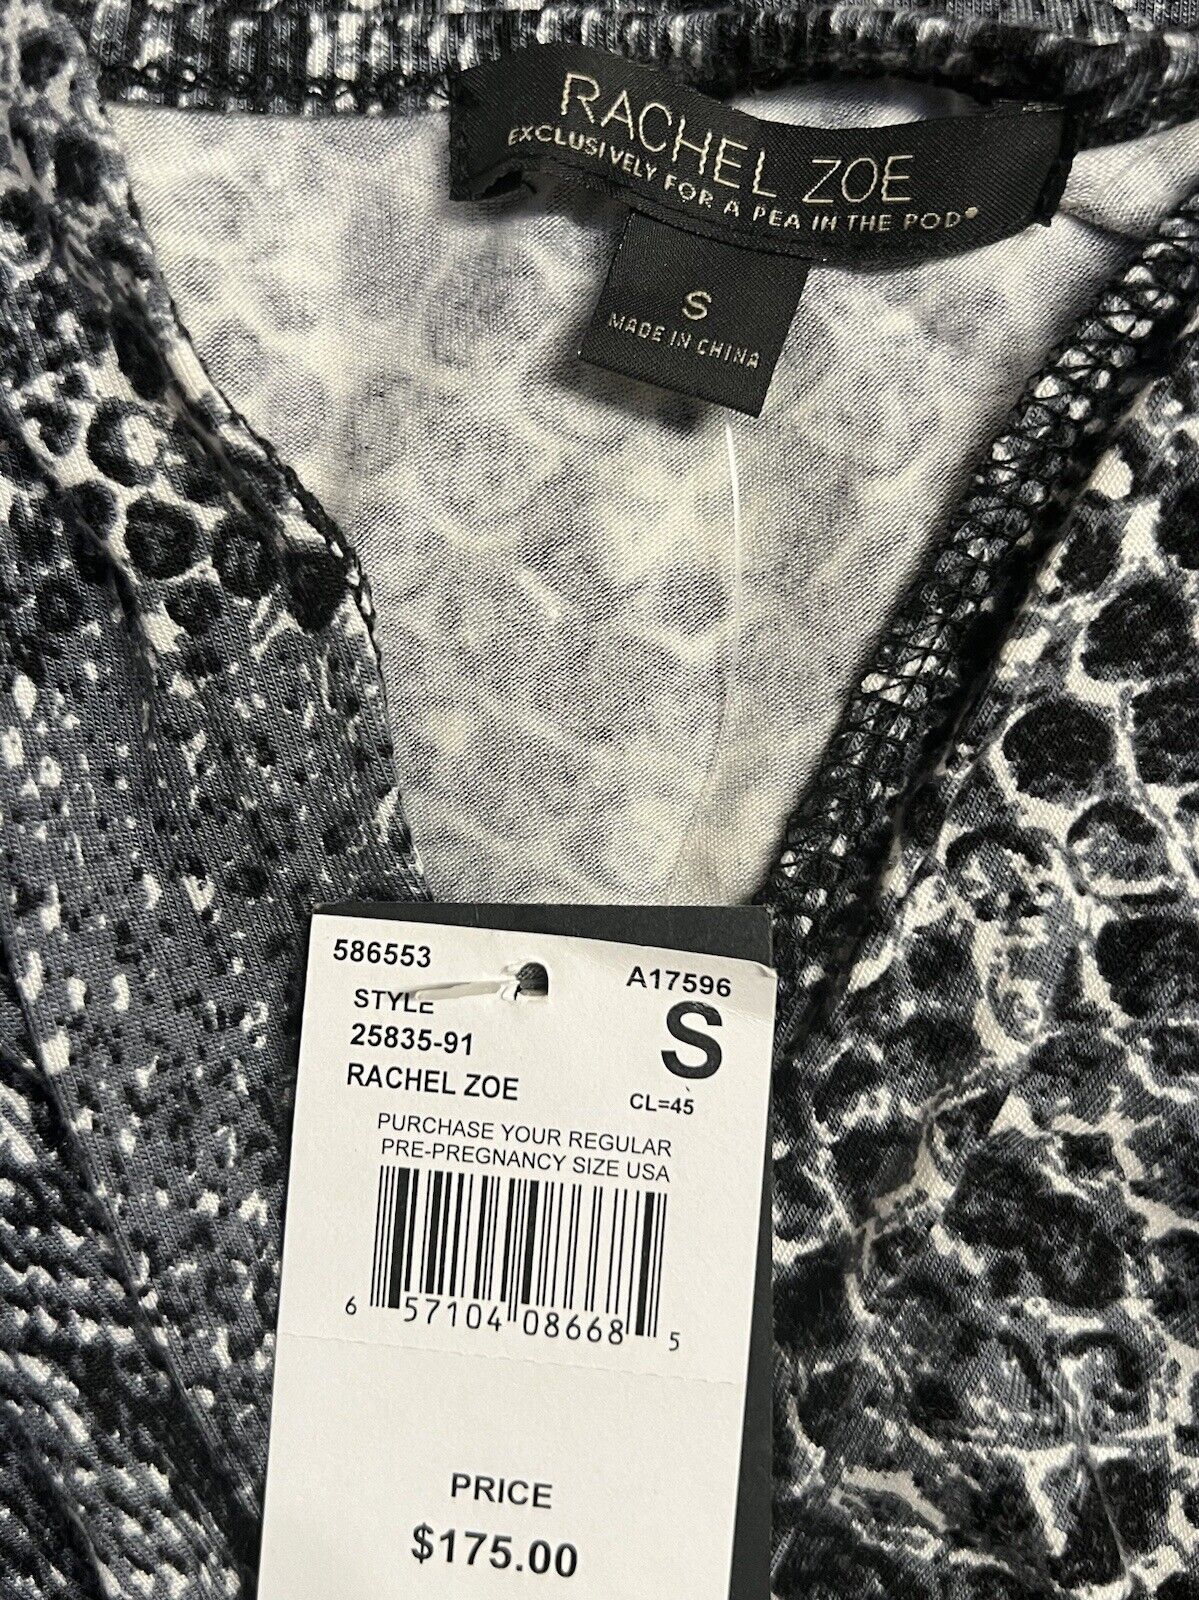 RACHEL ZOE
EXCLUSIVELY FOR A PEA IN THE POD®
S
MADE IN CHINA
586553
A17596
STYLE
25835-91
S
RACHEL ZOE
CL=45
PURCHASE YOUR REGULAR
PRE-PREGNANCY SIZE USA
6 57104 08668 5
PRICE
$175.00